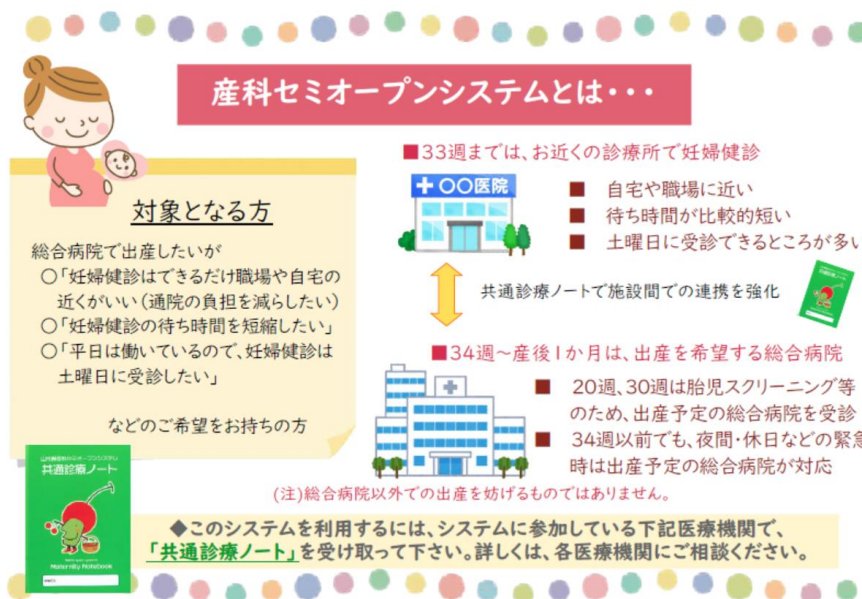 産科セミオープンシステムとは・・・
対象となる方
総合病院で出産したいが
○「妊婦健診はできるだけ職場や自宅の
近くがいい(通院の負担を減らしたい)
○「妊婦健診の待ち時間を短縮したい」
○「平日は働いているので、妊婦健診は
土曜日に受診したい」
などのご希望をお持ちの方
■33週までは、お近くの診療所で妊婦健診
〇〇医院
■ 自宅や職場に近い
■ 待ち時間が比較的短い
■ 土曜日に受診できるところが多い
共通診療ノートで施設間での連携を強化
■34週~産後1か月は、出産を希望する総合病院
■ 20週、30週は胎児スクリーニング等
のため、出産予定の総合病院を受診
■ 34週以前でも、夜間・休日などの緊急
時は出産予定の総合病院が対応
(注)総合病院以外での出産を妨げるものではありません。
共通診療ノート
Maternity Notebook
◆このシステムを利用するには、システムに参加している下記医療機関で、
「共通診療ノート」を受け取って下さい。詳しくは、各医療機関にご相談ください。